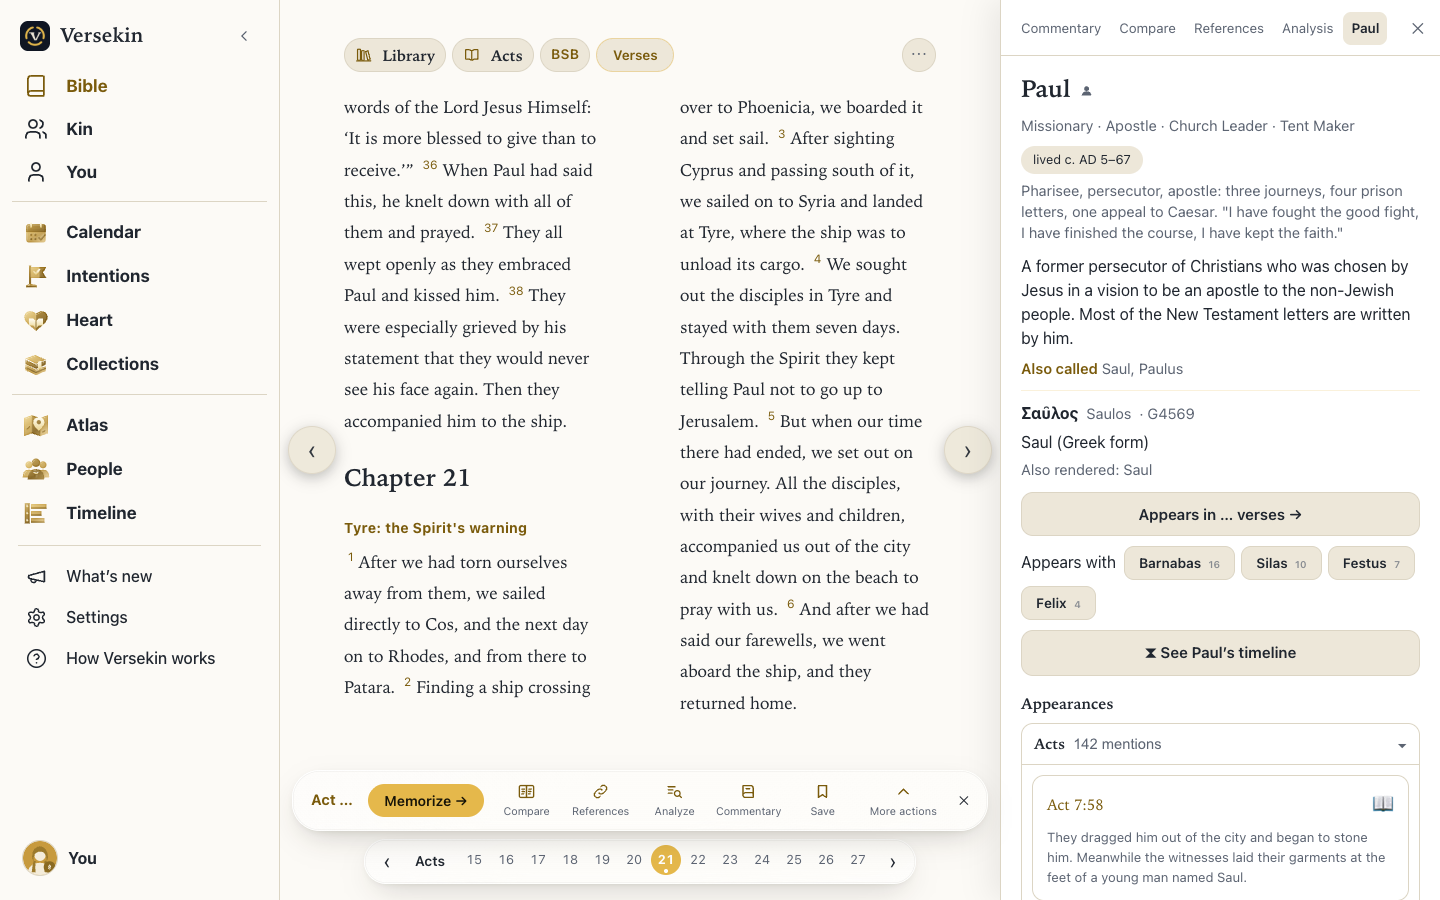 Versekin
Bible
Kin
You
Calendar
Intentions
Heart
Collections
Atlas
People
Timeline
What's new
Settings
How Versekin works
You
Library
Acts
BSB
Verses
words of the Lord Jesus Himself:
‘It is more blessed to give than to
receive.’” 36 When Paul had said
this, he knelt down with all of
them and prayed. 37 They all
wept openly as they embraced
Paul and kissed him. 38 They
were especially grieved by his
statement that they would never
see his face again. Then they
accompanied him to the ship.
Chapter 21
Tyre: the Spirit's warning
1 After we had torn ourselves
away from them, we sailed
directly to Cos, and the next day
on to Rhodes, and from there to
Patara. 2 Finding a ship crossing
over to Phoenicia, we boarded it
and set sail. 3 After sighting
Cyprus and passing south of it,
we sailed on to Syria and landed
at Tyre, where the ship was to
unload its cargo. 4 We sought
out the disciples in Tyre and
stayed with them seven days.
Through the Spirit they kept
telling Paul not to go up to
Jerusalem. 5 But when our time
there had ended, we set out on
our journey. All the disciples,
with their wives and children,
accompanied us out of the city
and knelt down on the beach to
pray with us. 6 And after we had
said our farewells, we went
aboard the ship, and they
returned home.
Act ...
Memorize →
Compare
References
Analyze
Commentary
Save
More actions
‹ Acts 15 16 17 18 19 20 21 22 23 24 25 26 27 ›
Commentary Compare References Analysis Paul
Paul
Missionary · Apostle · Church Leader · Tent Maker
lived c. AD 5–67
Pharisee, persecutor, apostle: three journeys, four prison
letters, one appeal to Caesar. "I have fought the good fight,
I have finished the course, I have kept the faith."
A former persecutor of Christians who was chosen by
Jesus in a vision to be an apostle to the non-Jewish
people. Most of the New Testament letters are written
by him.
Also called Saul, Paulus
Σαῦλος Saulos · G4569
Saul (Greek form)
Also rendered: Saul
Appears in ... verses →
Appears with Barnabas 16 Silas 10 Festus 7
Felix 4
⧗ See Paul's timeline
Appearances
Acts 142 mentions
Act 7:58
They dragged him out of the city and began to stone
him. Meanwhile the witnesses laid their garments at the
feet of a young man named Saul.